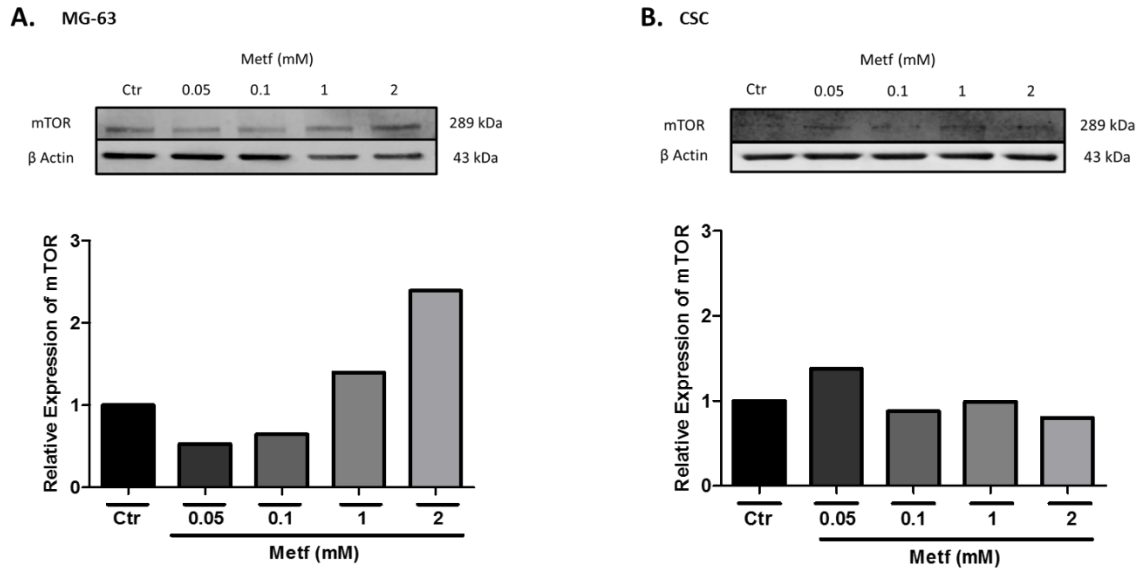 A. MG-63
Metf (mM)
Ctr 0.05 0.1 1 2
mTOR 289 kDa
β Actin 43 kDa
Relative Expression of mTOR
3
2
1
0
Ctr 0.05 0.1 1 2
Metf (mM)
B. CSC
Metf (mM)
Ctr 0.05 0.1 1 2
mTOR 289 kDa
β Actin 43 kDa
Relative Expression of mTOR
3
2
1
0
Ctr 0.05 0.1 1 2
Metf (mM)